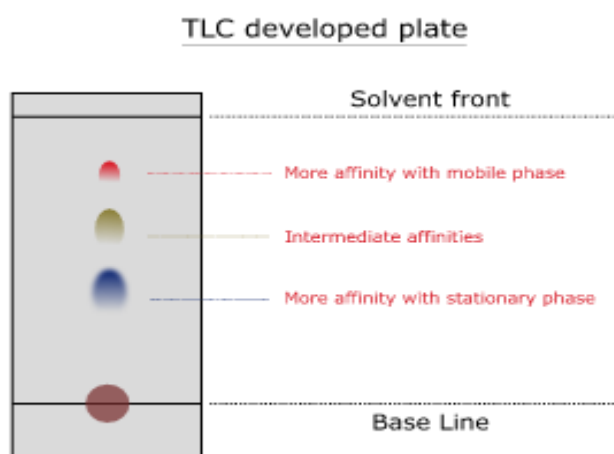 TLC developed plate
Solvent front
More affinity with mobile phase
Intermediate affinities
More affinity with stationary phase
Base Line